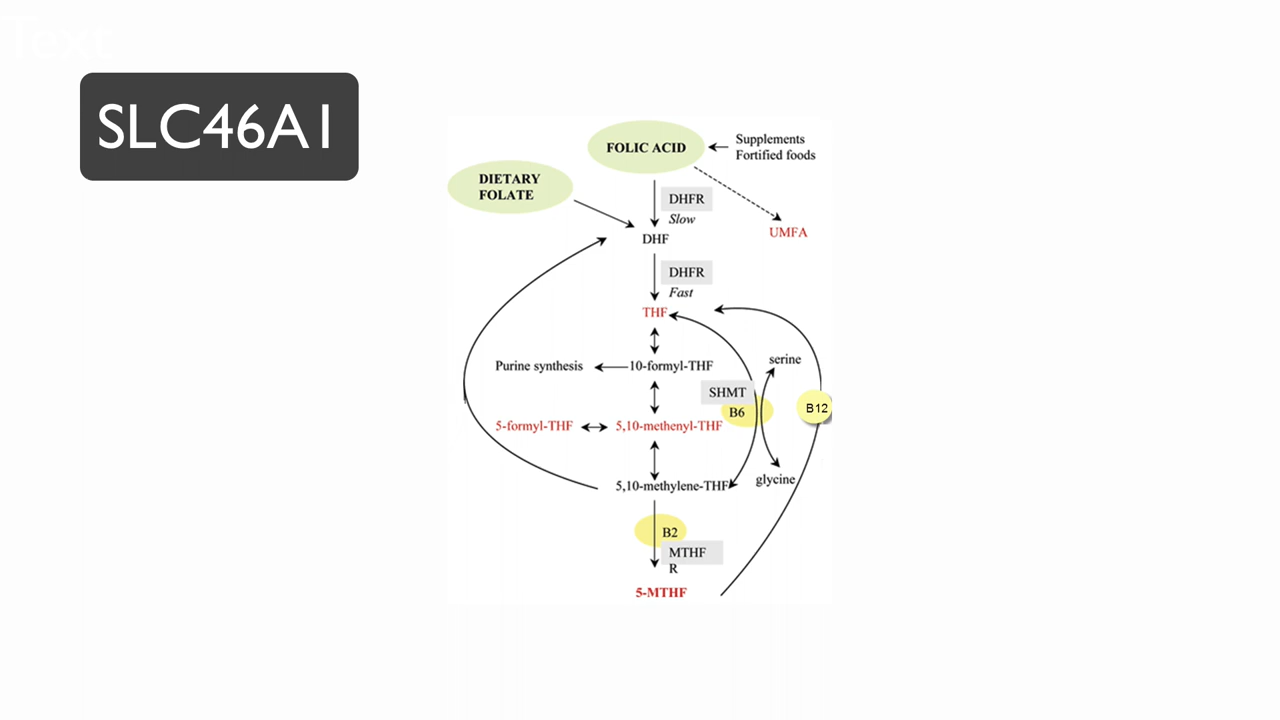 Text
SLC46A1
FOLIC ACID
Supplements
Fortified foods
DIETARY
FOLATE
DHFR
Slow
UMFA
DHF
DHFR
Fast
THF
Purine synthesis
10-formyl-THF
serine
SHMT
B6
B12
5-formyl-THF
5,10-methenyl-THF
glycine
5,10-methylene-THF
B2
MTHF
R
5-MTHF